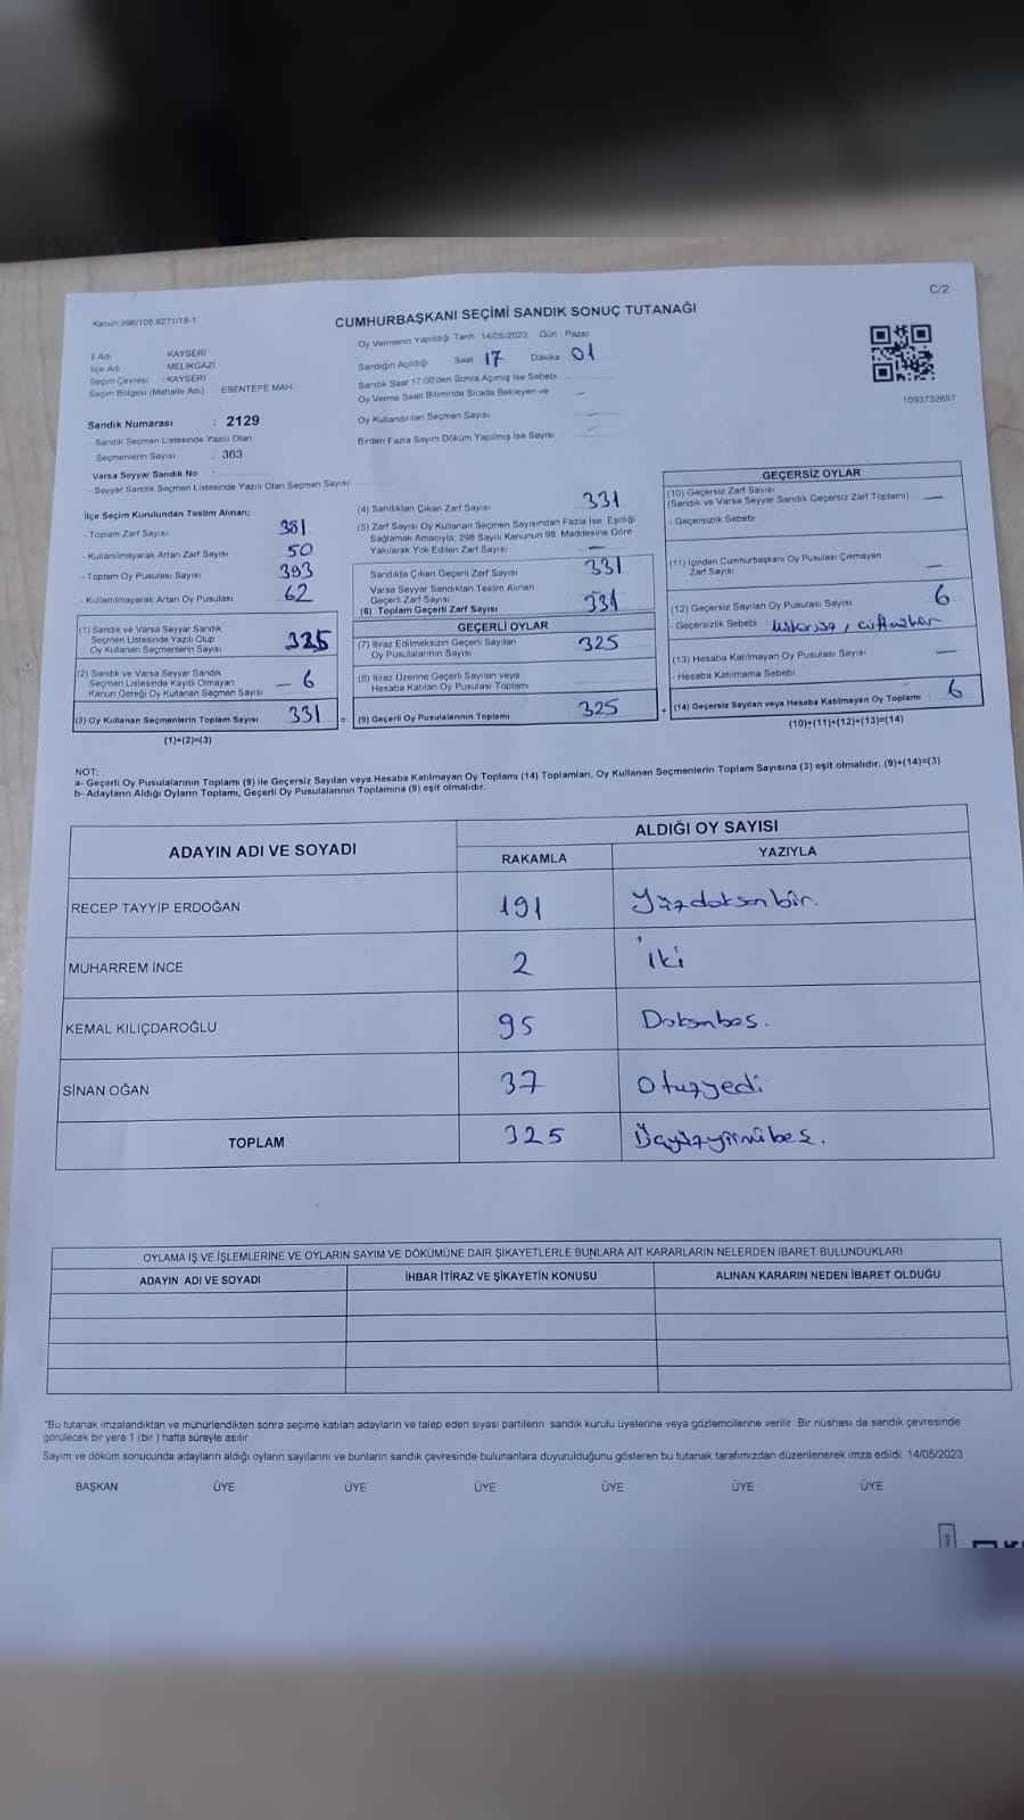 C/2
Kanun:298/105 6271/19-1
CUMHURBAŞKANI SEÇİMİ SANDIK SONUÇ TUTANAĞI
Oy Vermenin Yapıldığı Tarih 14/05/2023 Gün: Pazar
İl Adı KAYSERİ
İlçe Adı MELİKGAZİ
Seçim Çevresi : KAYSERİ
Seçim Bölgesi (Mahalle Adı) ESENTEPE MAH.
Sandığın Açıldığı Saat 17 Dakika 01
Sandık Saat 17:00'den Sonra Açılmış İse Sebebi
Oy Verme Saati Bitiminde Sırada Bekleyen ve
Oy Kullandırılan Seçmen Sayısı
Birden Fazla Sayım Döküm Yapılmış İse Sayısı
1093732657
Sandık Numarası : 2129
- Sandık Seçmen Listesinde Yazılı Olan
Seçmenlerin Sayısı : 363
Varsa Seyyar Sandık No :
- Seyyar Sandık Seçmen Listesinde Yazılı Olan Seçmen Sayısı
İlçe Seçim Kurulundan Teslim Alınan;
- Toplam Zarf Sayısı 381
- Kullanılmayarak Artan Zarf Sayısı 50
- Toplam Oy Pusulası Sayısı 393
- Kullanılmayarak Artan Oy Pusulası 62
(1) Sandık ve Varsa Seyyar Sandık
Seçmen Listesinde Yazılı Olup
Oy Kullanan Seçmenlerin Sayısı 325
(2) Sandık ve Varsa Seyyar Sandık
Seçmen Listesinde Kayıtlı Olmayan
Kanun Gereği Oy Kullanan Seçmen Sayısı - 6
(3) Oy Kullanan Seçmenlerin Toplam Sayısı 331 =
(1)+(2)=(3)
(4) Sandıktan Çıkan Zarf Sayısı 331
(5) Zarf Sayısı Oy Kullanan Seçmen Sayısından Fazla İse, Eşitliği
Sağlamak Amacıyla; 298 Sayılı Kanunun 98. Maddesine Göre
Yakılarak Yok Edilen Zarf Sayısı —
Sandıkta Çıkan Geçerli Zarf Sayısı 331
Varsa Seyyar Sandıktan Teslim Alınan
Geçerli Zarf Sayısı
(6) Toplam Geçerli Zarf Sayısı 331
GEÇERLİ OYLAR
(7) İtiraz Edilmeksizin Geçerli Sayılan
Oy Pusulalarının Sayısı 325
(8) İtiraz Üzerine Geçerli Sayılan veya
Hesaba Katılan Oy Pusulası Toplamı
(9) Geçerli Oy Pusulalarının Toplamı 325 +
GEÇERSİZ OYLAR
(10) Geçersiz Zarf Sayısı
(Sandık ve Varsa Seyyar Sandık Geçersiz Zarf Toplamı) —
- Geçersizlik Sebebi
(11) İçinden Cumhurbaşkanı Oy Pusulası Çıkmayan
Zarf Sayısı —
(12) Geçersiz Sayılan Oy Pusulası Sayısı 6
- Geçersizlik Sebebi :
(13) Hesaba Katılmayan Oy Pusulası Sayısı —
- Hesaba Katılmama Sebebi
(14) Geçersiz Sayılan veya Hesaba Katılmayan Oy Toplamı 6
(10)+(11)+(12)+(13)=(14)
NOT:
a- Geçerli Oy Pusulalarının Toplamı (9) ile Geçersiz Sayılan veya Hesaba Katılmayan Oy Toplamı (14) Toplamları, Oy Kullanan Seçmenlerin Toplam Sayısına (3) eşit olmalıdır. (9)+(14)=(3)
b- Adayların Aldığı Oyların Toplamı, Geçerli Oy Pusulalarının Toplamına (9) eşit olmalıdır.
ADAYIN ADI VE SOYADI
ALDIĞI OY SAYISI
RAKAMLA YAZIYLA
RECEP TAYYİP ERDOĞAN 191 Yüzdoksanbir.
MUHARREM İNCE 2 İki
KEMAL KILIÇDAROĞLU 95 Doksanbeş.
SİNAN OĞAN 37 Otuzyedi
TOPLAM 325 Üçyüzyirmibeş.
OYLAMA İŞ VE İŞLEMLERİNE VE OYLARIN SAYIM VE DÖKÜMÜNE DAİR ŞİKAYETLERLE BUNLARA AİT KARARLARIN NELERDEN İBARET BULUNDUKLARI
ADAYIN ADI VE SOYADI İHBAR İTİRAZ VE ŞİKAYETİN KONUSU ALINAN KARARIN NEDEN İBARET OLDUĞU
"Bu tutanak imzalandıktan ve mühürlendikten sonra seçime katılan adayların ve talep eden siyasi partilerin sandık kurulu üyelerine veya gözlemcilerine verilir. Bir nüshası da sandık çevresinde
görülecek bir yere 1 (bir) hafta süreyle asılır.
Sayım ve döküm sonucunda adayların aldığı oyların sayılarını ve bunların sandık çevresinde bulunanlara duyurulduğunu gösteren bu tutanak tarafımızdan düzenlenerek imza edildi. 14/05/2023
BAŞKAN ÜYE ÜYE ÜYE ÜYE ÜYE ÜYE